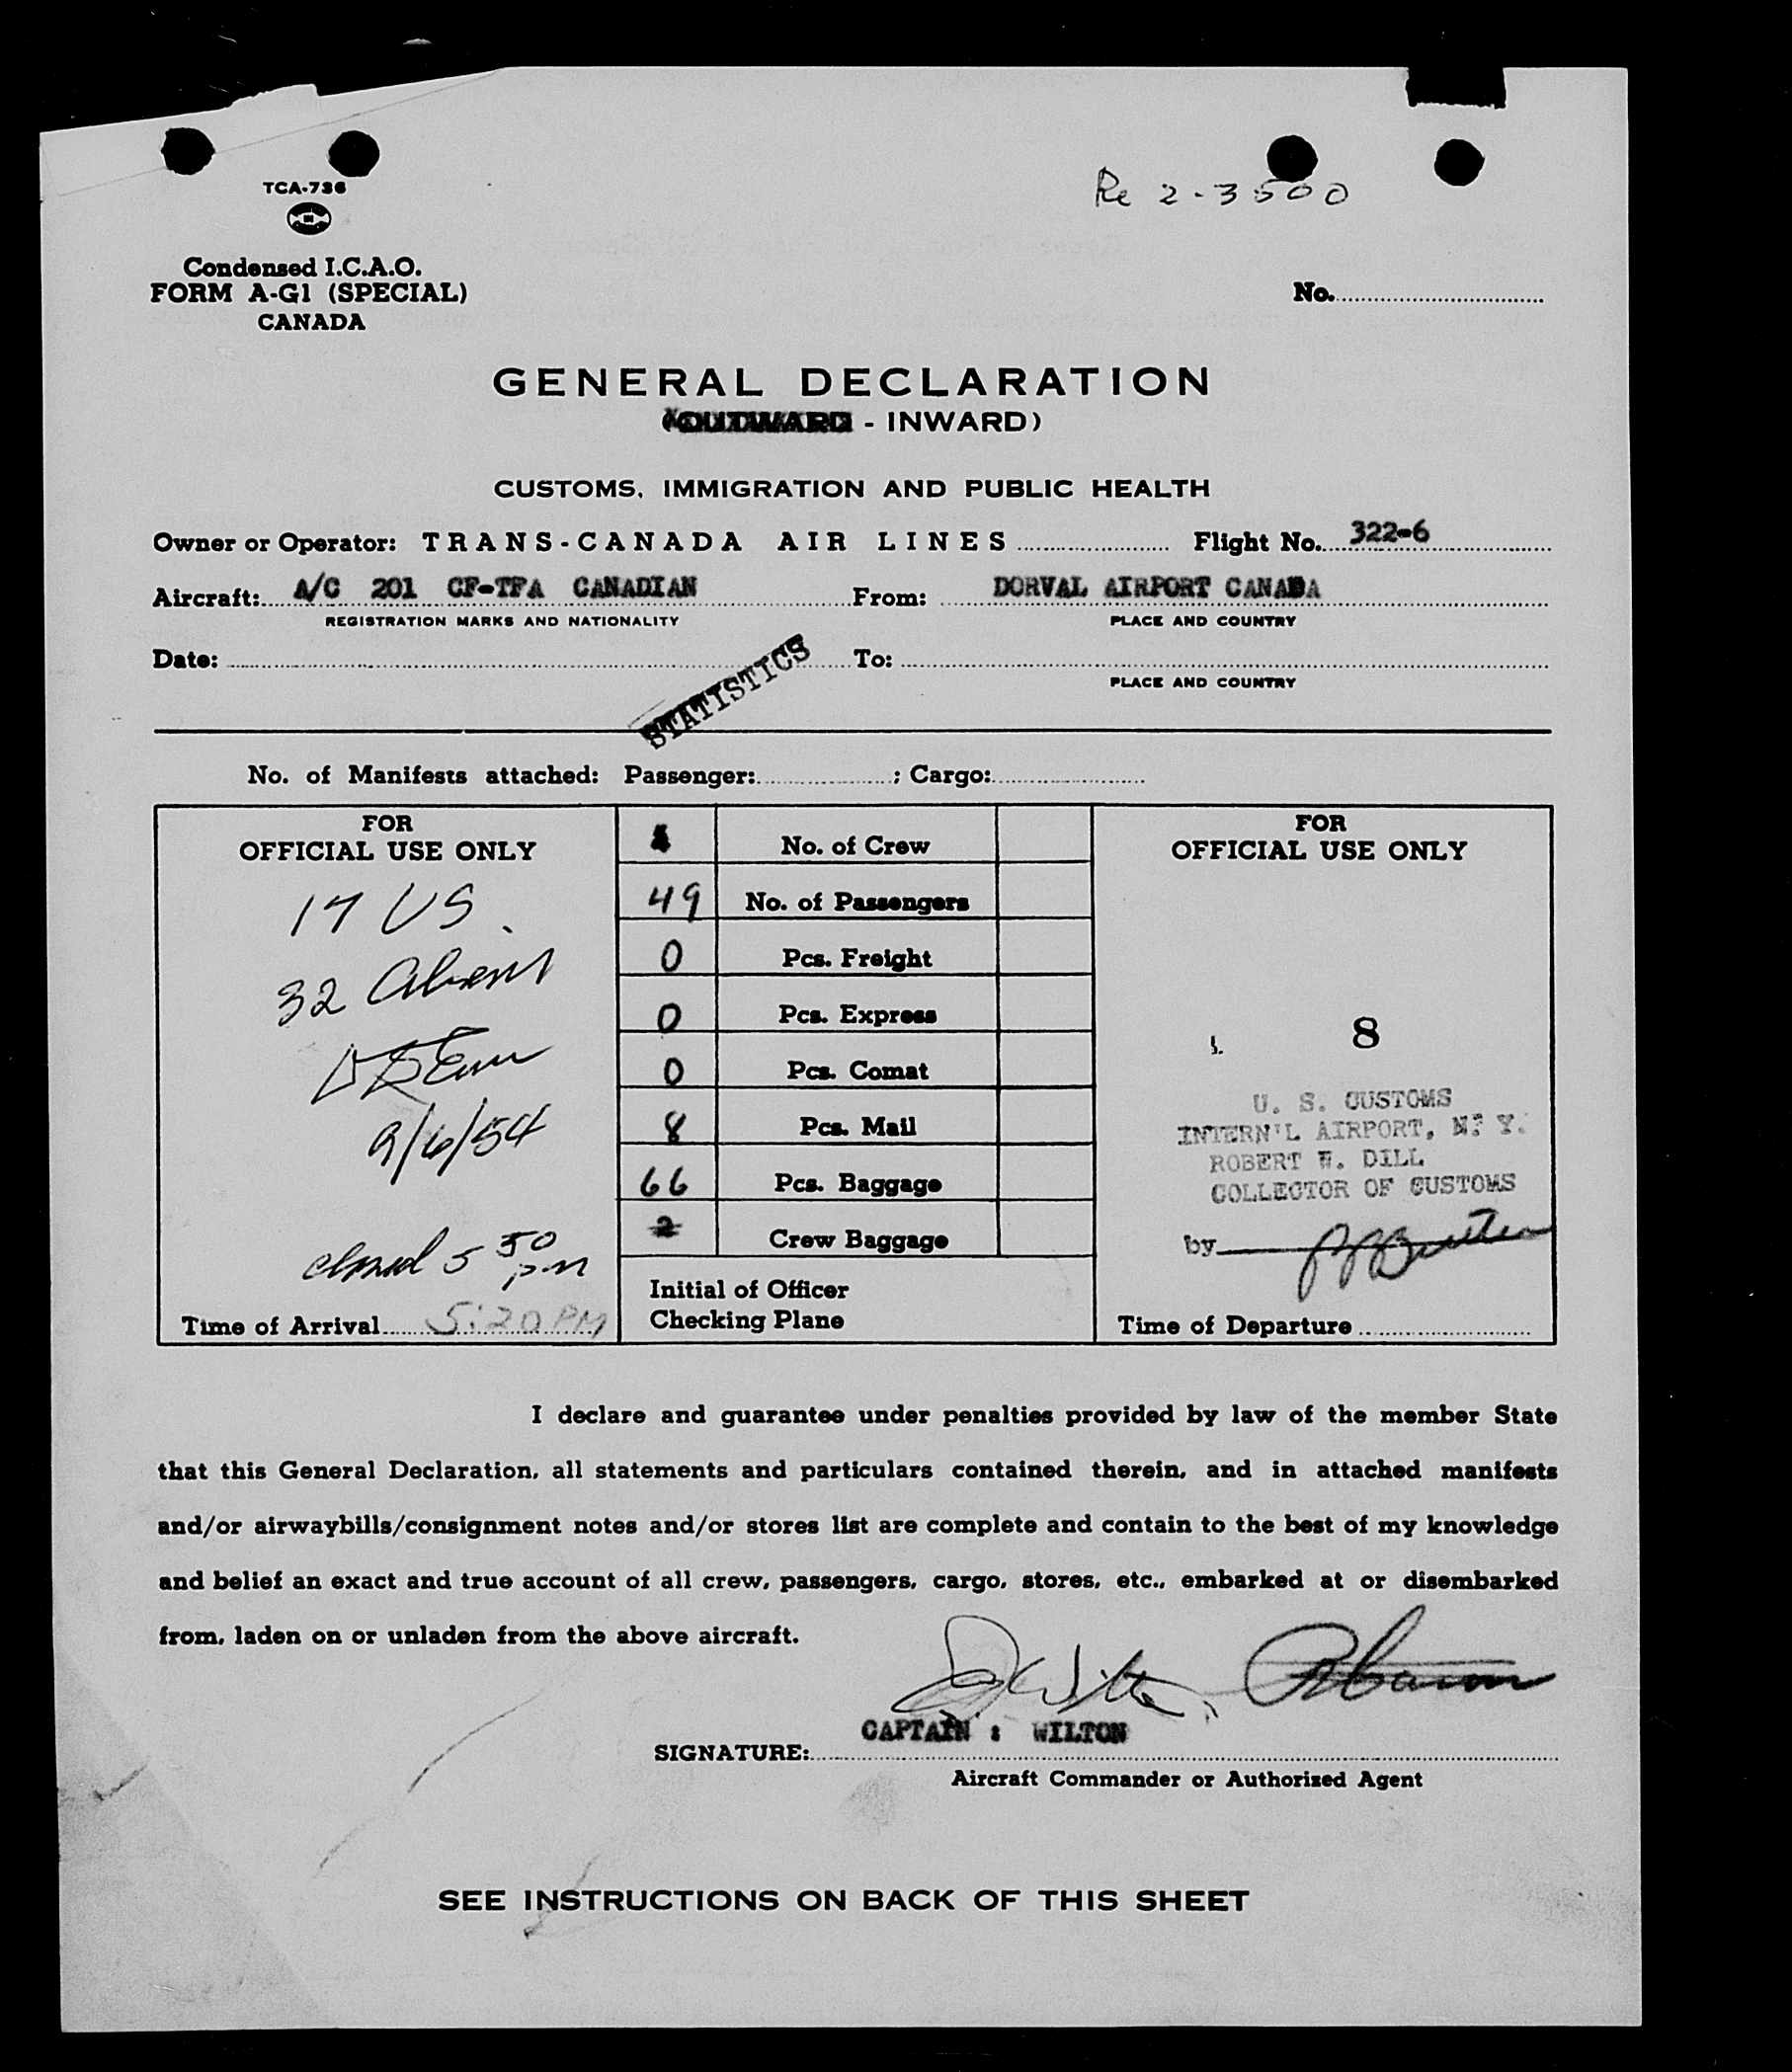 Re 2-3500
TCA-736
Condensed I.C.A.O.
FORM A-G1 (SPECIAL)
CANADA
No.
GENERAL DECLARATION
(OUTWARD - INWARD)
CUSTOMS, IMMIGRATION AND PUBLIC HEALTH
Owner or Operator: TRANS-CANADA AIR LINES Flight No. 322-6
Aircraft: A/C 201 CF-TFA CANADIAN From: DORVAL AIRPORT CANADA
REGISTRATION MARKS AND NATIONALITY PLACE AND COUNTRY
Date: To:
PLACE AND COUNTRY
STATISTICS
No. of Manifests attached: Passenger: ; Cargo:
FOR
OFFICIAL USE ONLY
17 US
32 Aliens
9/6/54
closed 5 30 pm
Time of Arrival 5:20 PM
No. of Crew
49 No. of Passengers
0 Pcs. Freight
0 Pcs. Express
0 Pcs. Comat
8 Pcs. Mail
66 Pcs. Baggage
2 Crew Baggage
Initial of Officer
Checking Plane
FOR
OFFICIAL USE ONLY
8
U. S. CUSTOMS
INTERN'L AIRPORT, N. Y.
ROBERT W. DILL
COLLECTOR OF CUSTOMS
by
Time of Departure
I declare and guarantee under penalties provided by law of the member State
that this General Declaration, all statements and particulars contained therein, and in attached manifests
and/or airwaybills/consignment notes and/or stores list are complete and contain to the best of my knowledge
and belief an exact and true account of all crew, passengers, cargo, stores, etc., embarked at or disembarked
from, laden on or unladen from the above aircraft.
CAPTAIN : WILTON
SIGNATURE:
Aircraft Commander or Authorized Agent
SEE INSTRUCTIONS ON BACK OF THIS SHEET